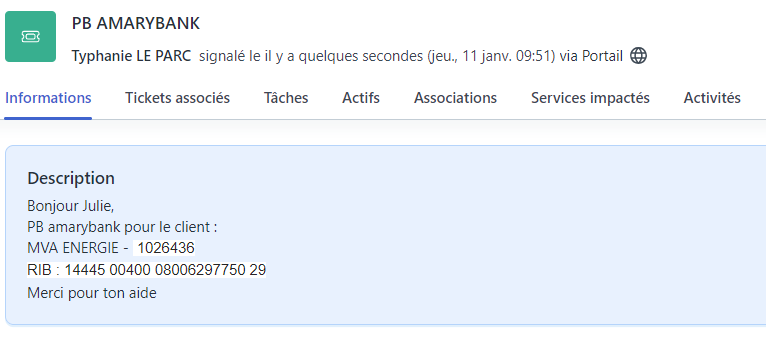 PB AMARYBANK
Typhanie LE PARC signalé le il y a quelques secondes (jeu., 11 janv. 09:51) via Portail
Informations Tickets associés Tâches Actifs Associations Services impactés Activités
Description
Bonjour Julie,
PB amarybank pour le client :
MVA ENERGIE - 1026436
RIB : 14445 00400 08006297750 29
Merci pour ton aide